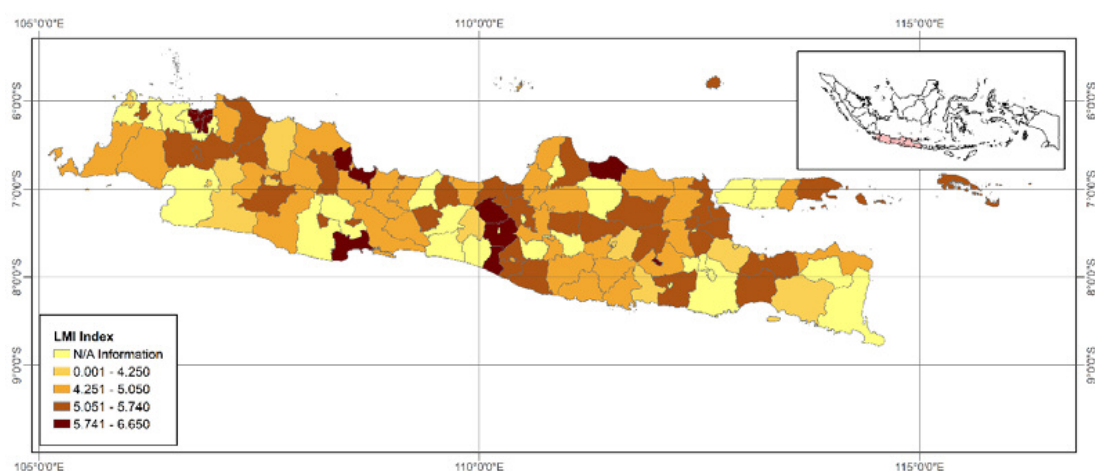 105°0'0"E 110°0'0"E 115°0'0"E
6°0'0"S 6°0'0"S
7°0'0"S 7°0'0"S
8°0'0"S 8°0'0"S
9°0'0"S 9°0'0"S
LMI Index
N/A Information
0.001 - 4.250
4.251 - 5.050
5.051 - 5.740
5.741 - 6.650
105°0'0"E 110°0'0"E 115°0'0"E